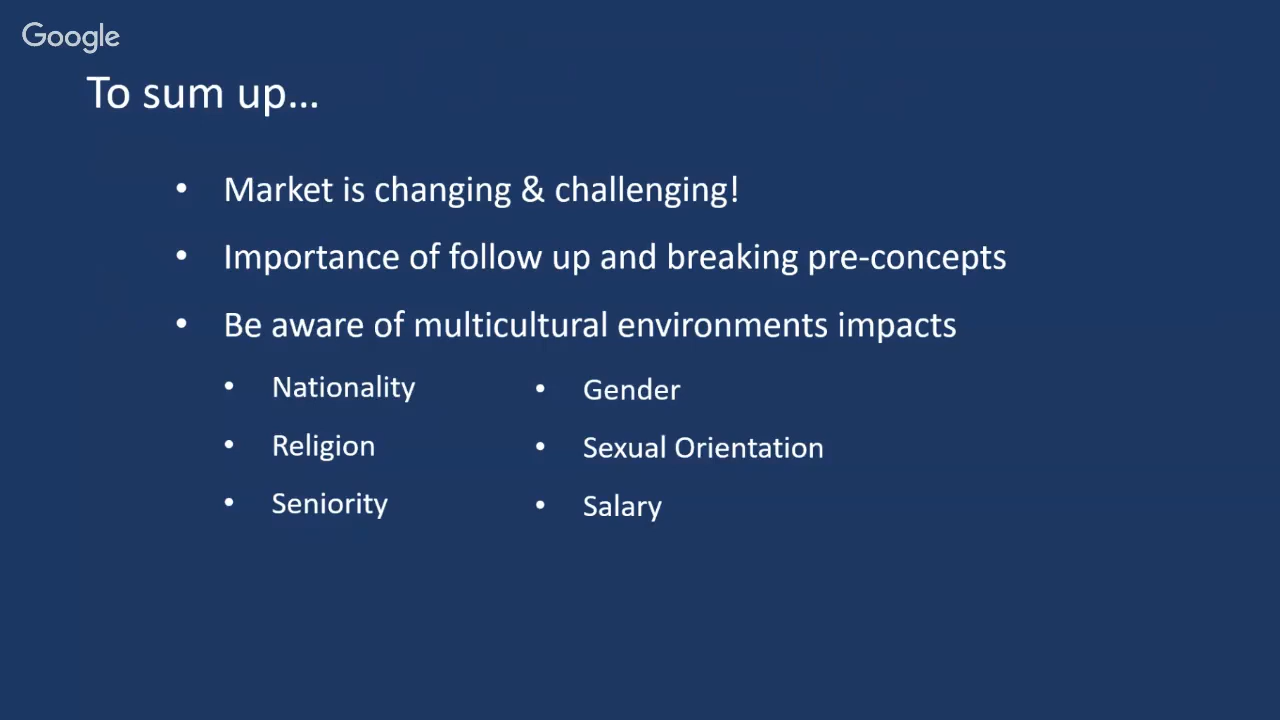 Google
To sum up...
• Market is changing & challenging!
• Importance of follow up and breaking pre-concepts
• Be aware of multicultural environments impacts
• Nationality
• Religion
• Seniority
• Gender
• Sexual Orientation
• Salary